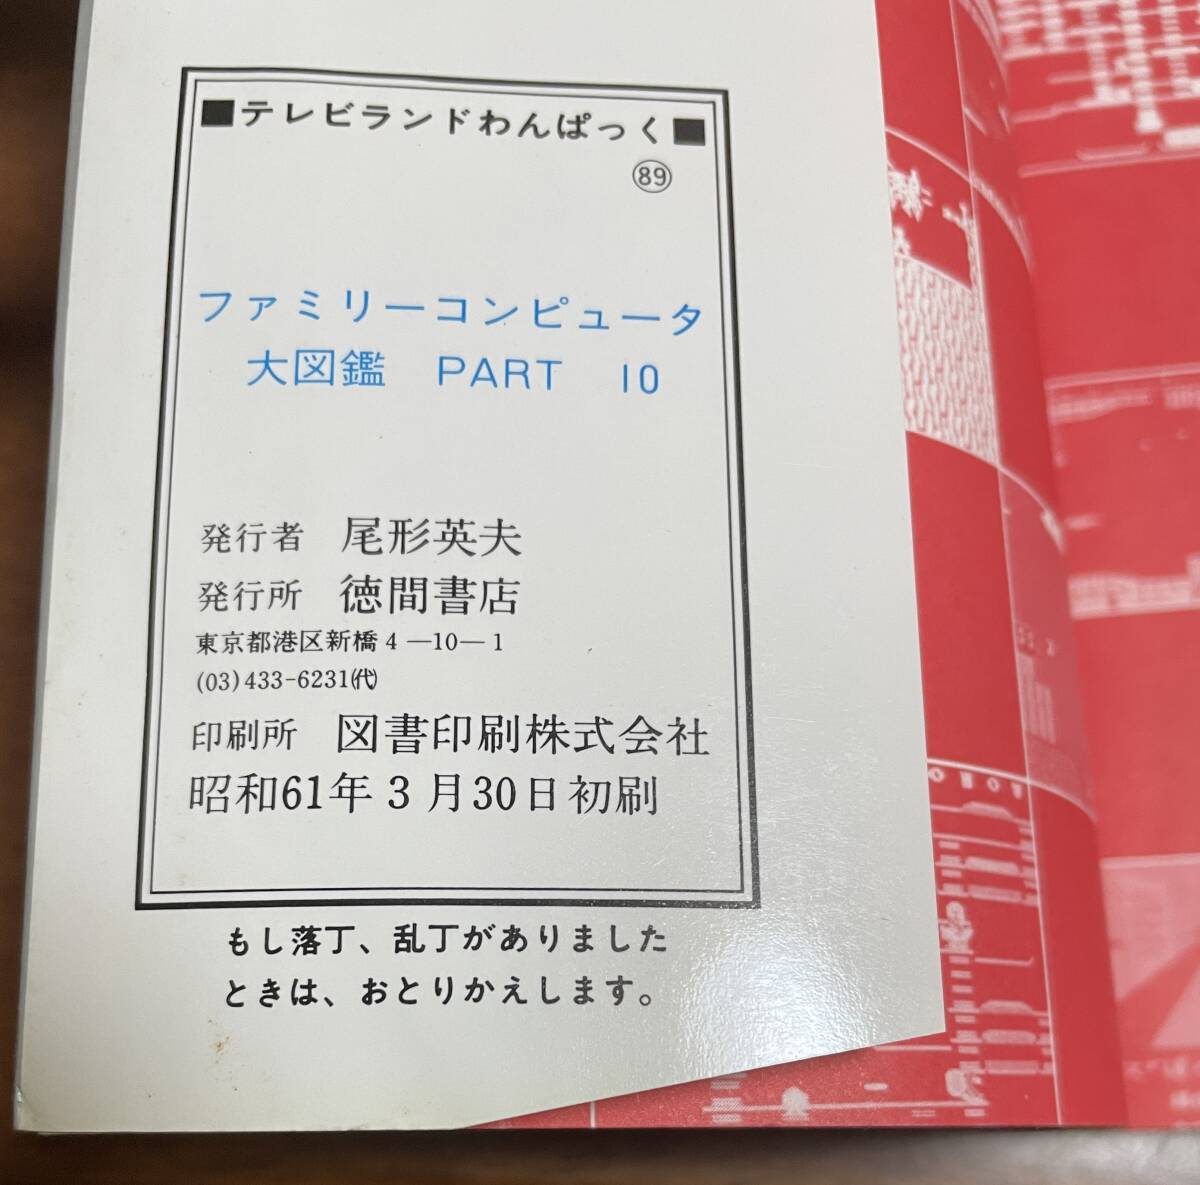 ■テレビランドわんぱっく■
89
ファミリーコンピュータ
大図鑑 PART 10
発行者 尾形英夫
発行所 徳間書店
東京都港区新橋4—10—1
(03)433-6231(代)
印刷所 図書印刷株式会社
昭和61年3月30日初刷
もし落丁、乱丁がありました
ときは、おとりかえします。